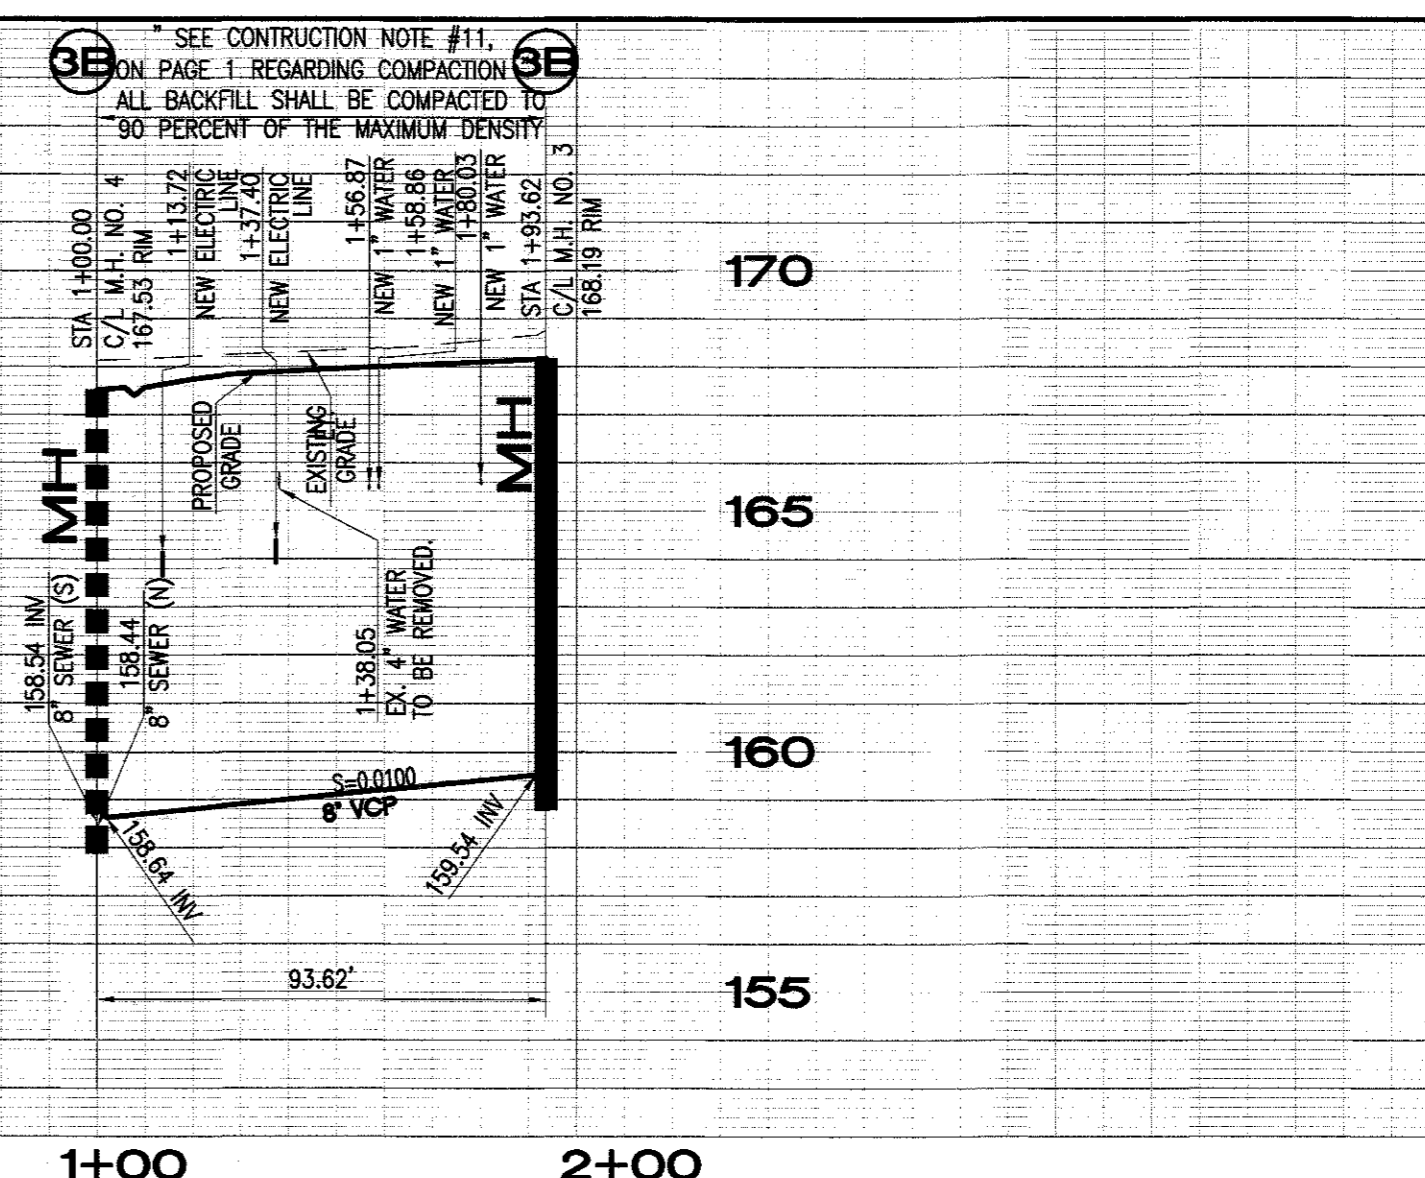 3B
3B
" SEE CONTRUCTION NOTE #11,
ON PAGE 1 REGARDING COMPACTION
ALL BACKFILL SHALL BE COMPACTED TO
90 PERCENT OF THE MAXIMUM DENSITY
STA 1+00.00
C/L M.H. NO. 4
167.53 RIM
1+13.72
NEW ELECTRIC
LINE
1+37.40
NEW ELECTRIC
LINE
1+56.87
NEW 1" WATER
1+58.86
NEW 1" WATER
1+80.03
NEW 1" WATER
STA 1+93.62
C/L M.H. NO. 3
168.19 RIM
170
165
160
155
MH
MH
PROPOSED
GRADE
EXISTING
GRADE
158.54 INV
8" SEWER (S)
158.44
8" SEWER (N)
1+38.05
EX. 4" WATER
TO BE REMOVED.
S=0.0100
8" VCP
158.64 INV
159.54 INV
93.62'
1+00
2+00